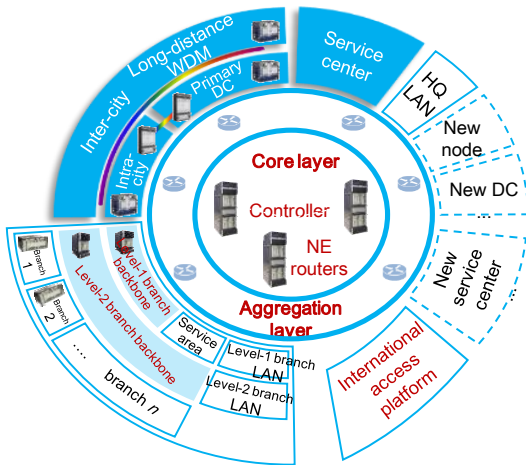 Long-distance
WDM
Inter-city
Primary DC
Intra-city
Service
center
HQ
LAN
New
node
New DC
...
New
service
center
...
International
access
platform
Core layer
Controller
NE
routers
Aggregation
layer
Level-1 branch
backbone
Level-2 branch backbone
Branch
1
Branch
2
....
branch n
Service
area
Level-1 branch
LAN
Level-2 branch
LAN